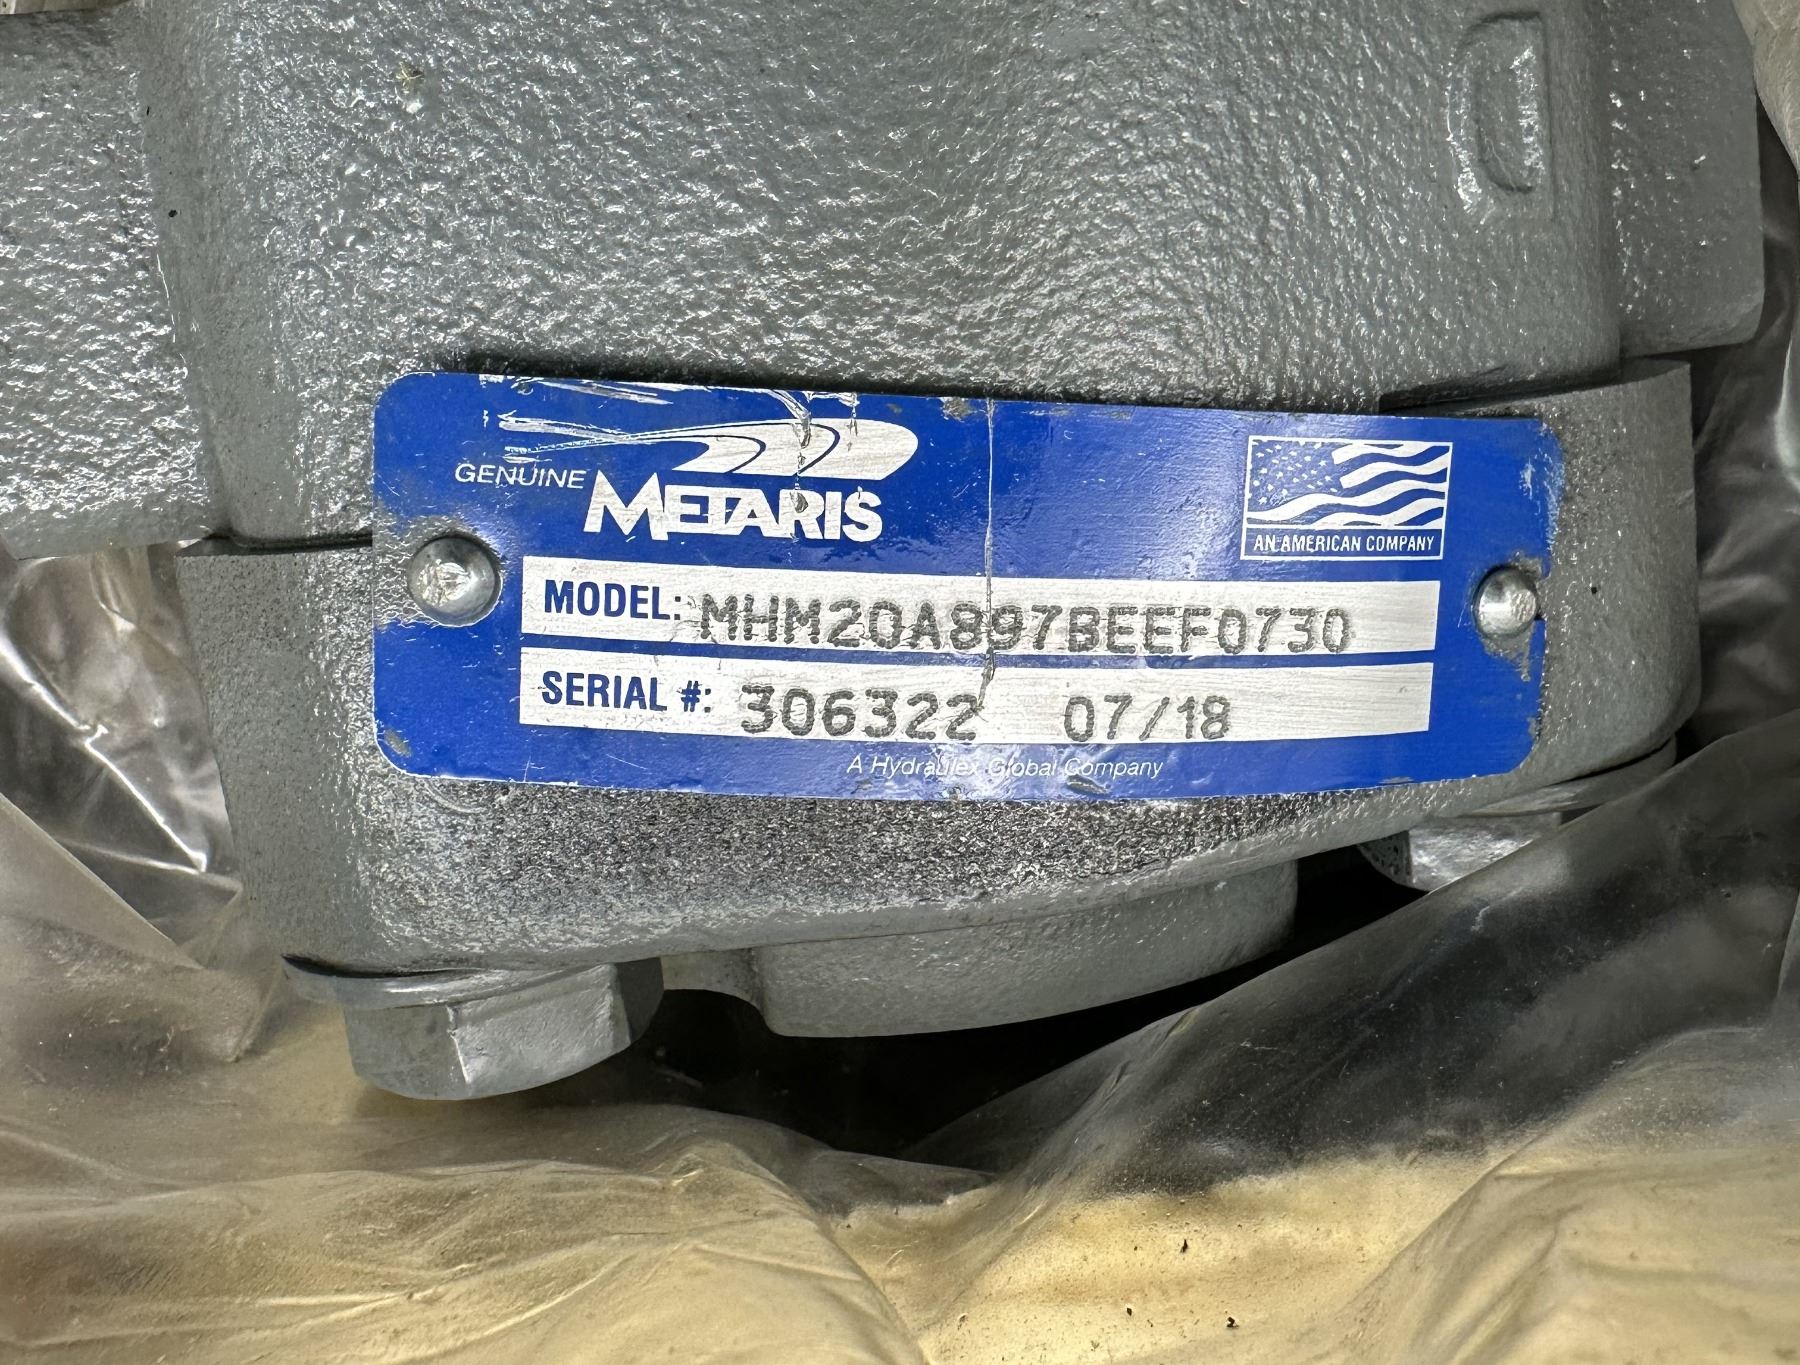 GENUINE METARIS
AN AMERICAN COMPANY
MODEL: MHM20A897BEEF0730
SERIAL #: 306322 07/18
A Hydraulex Global Company